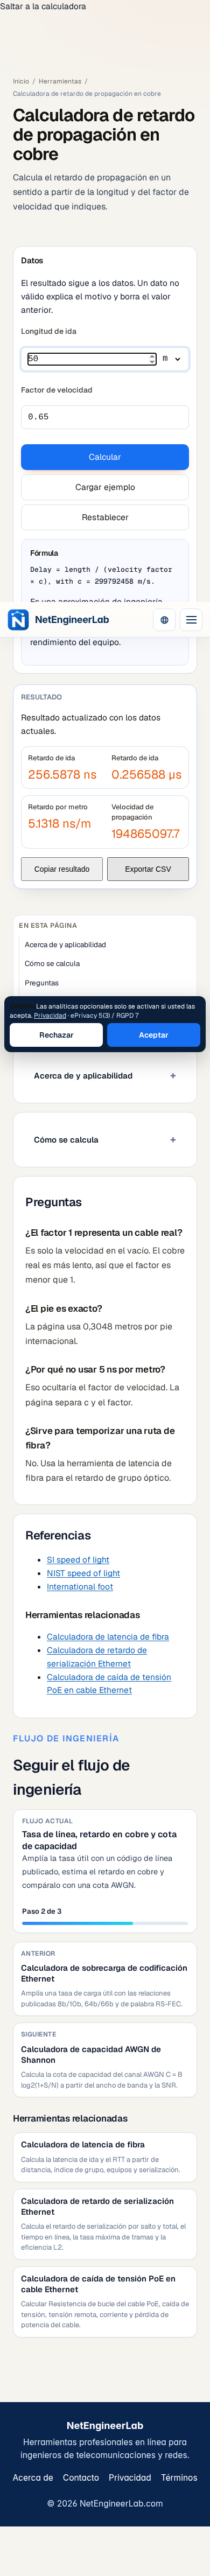 Saltar a la calculadora
Inicio / Herramientas /
Calculadora de retardo de propagación en cobre
Calculadora de retardo
de propagación en
cobre
Calcula el retardo de propagación en un
sentido a partir de la longitud y del factor de
velocidad que indiques.
Datos
El resultado sigue a los datos. Un dato no
válido explica el motivo y borra el valor
anterior.
Longitud de ida
50 m
Factor de velocidad
0.65
Calcular
Cargar ejemplo
Restablecer
Fórmula
Delay = length / (velocity factor
× c), with c = 299792458 m/s.
NetEngineerLab
rendimiento del equipo.
RESULTADO
Resultado actualizado con los datos
actuales.
Retardo de ida
256.5878 ns
Retardo de ida
0.256588 μs
Retardo por metro
5.1318 ns/m
Velocidad de
propagación
194865097.7
Copiar resultado
Exportar CSV
EN ESTA PÁGINA
Acerca de y aplicabilidad
Cómo se calcula
Preguntas
Las analíticas opcionales solo se activan si usted las
acepta. Privacidad · ePrivacy 5(3) / RGPD 7
Rechazar
Aceptar
Acerca de y aplicabilidad +
Cómo se calcula +
Preguntas
¿El factor 1 representa un cable real?
Es solo la velocidad en el vacío. El cobre
real es más lento, así que el factor es
menor que 1.
¿El pie es exacto?
La página usa 0,3048 metros por pie
internacional.
¿Por qué no usar 5 ns por metro?
Eso ocultaría el factor de velocidad. La
página separa c y el factor.
¿Sirve para temporizar una ruta de
fibra?
No. Usa la herramienta de latencia de
fibra para el retardo de grupo óptico.
Referencias
SI speed of light
NIST speed of light
International foot
Herramientas relacionadas
Calculadora de latencia de fibra
Calculadora de retardo de
serialización Ethernet
Calculadora de caída de tensión
PoE en cable Ethernet
FLUJO DE INGENIERÍA
Seguir el flujo de
ingeniería
FLUJO ACTUAL
Tasa de línea, retardo en cobre y cota
de capacidad
Amplía la tasa útil con un código de línea
publicado, estima el retardo en cobre y
compáralo con una cota AWGN.
Paso 2 de 3
ANTERIOR
Calculadora de sobrecarga de codificación
Ethernet
Amplía una tasa de carga útil con las relaciones
publicadas 8b/10b, 64b/66b y de palabra RS-FEC.
SIGUIENTE
Calculadora de capacidad AWGN de
Shannon
Calcula la cota de capacidad del canal AWGN C = B
log2(1+S/N) a partir del ancho de banda y la SNR.
Herramientas relacionadas
Calculadora de latencia de fibra
Calcula la latencia de ida y el RTT a partir de
distancia, índice de grupo, equipos y serialización.
Calculadora de retardo de serialización
Ethernet
Calcula el retardo de serialización por salto y total, el
tiempo en línea, la tasa máxima de tramas y la
eficiencia L2.
Calculadora de caída de tensión PoE en
cable Ethernet
Calcular Resistencia de bucle del cable PoE, caída de
tensión, tensión remota, corriente y pérdida de
potencia del cable.
NetEngineerLab
Herramientas profesionales en línea para
ingenieros de telecomunicaciones y redes.
Acerca de Contacto Privacidad Términos
© 2026 NetEngineerLab.com